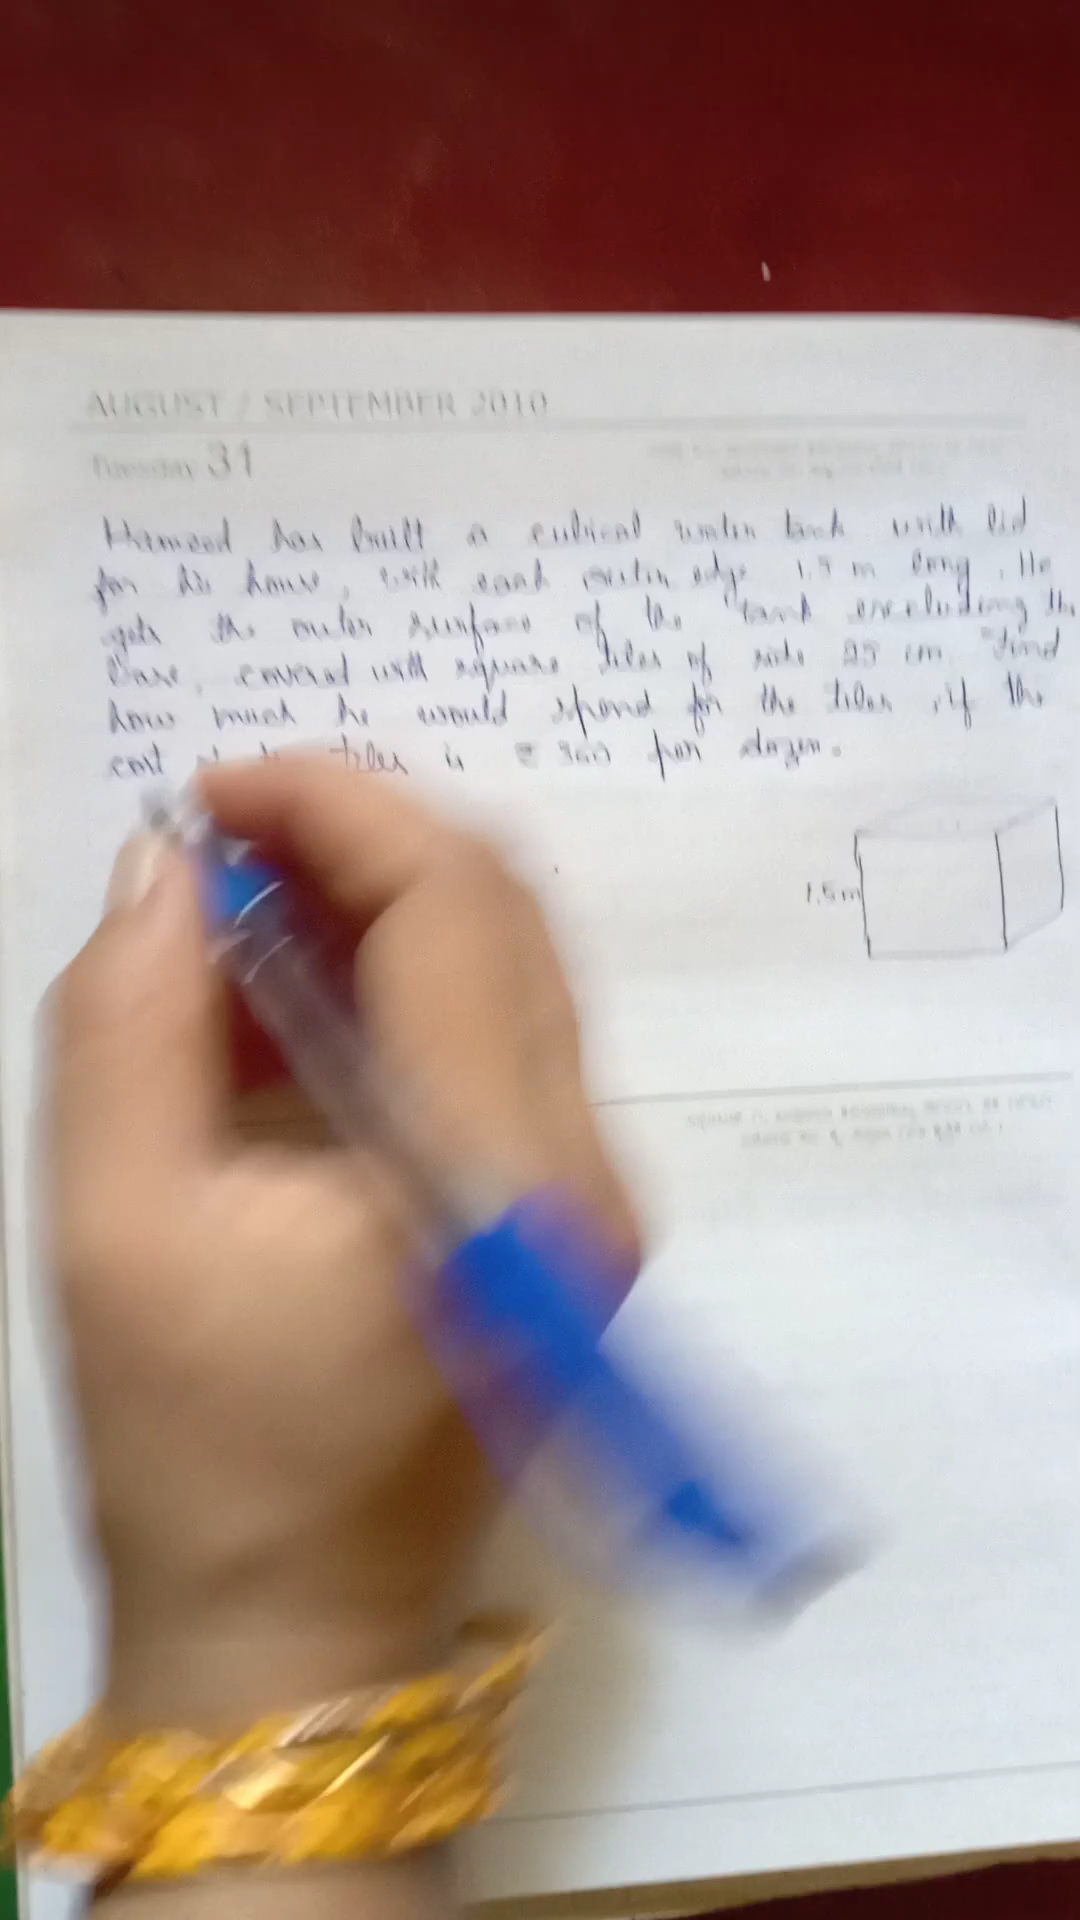 AUGUST / SEPTEMBER 2010
Tuesday 31
Hameed has built a cubical water tank with lid
for his house, with each outer edge 1.5 m long. He
gets the outer surface of the tank excluding the
base, covered with square tiles of side 25 cm. Find
how much he would spend for the tiles, if the
cost tiles is ₹ 360 per dozen.
1.5m